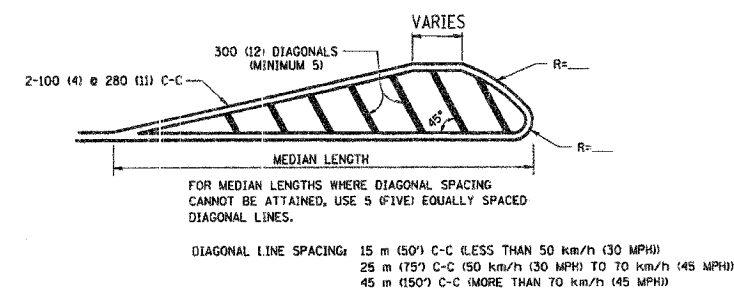 VARIES
300 (12) DIAGONALS
(MINIMUM 5)
R=___
2-100 (4) @ 280 (11) C-C
45°
R=___
MEDIAN LENGTH
FOR MEDIAN LENGTHS WHERE DIAGONAL SPACING
CANNOT BE ATTAINED, USE 5 (FIVE) EQUALLY SPACED
DIAGONAL LINES.
DIAGONAL LINE SPACING: 15 m (50') C-C (LESS THAN 50 km/h (30 MPH))
25 m (75') C-C (50 km/h (30 MPH) TO 70 km/h (45 MPH))
45 m (150') C-C (MORE THAN 70 km/h (45 MPH))